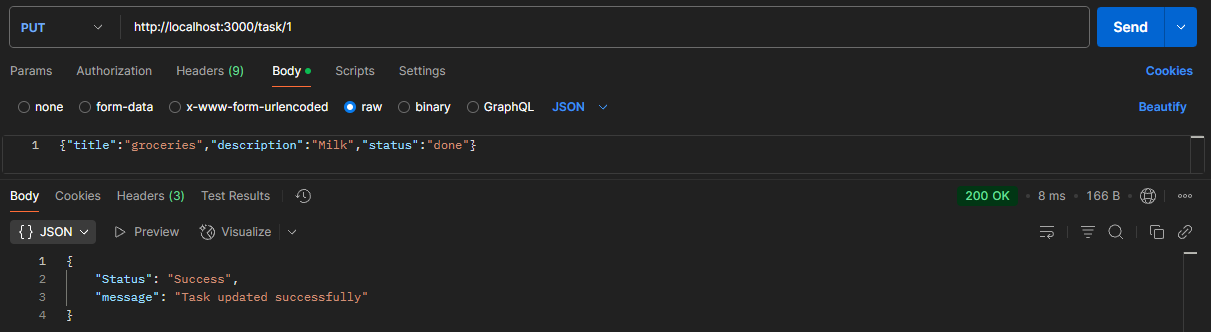 PUT http://localhost:3000/task/1 Send
Params Authorization Headers (9) Body Scripts Settings Cookies
none form-data x-www-form-urlencoded raw binary GraphQL JSON Beautify
1 {"title":"groceries","description":"Milk","status":"done"}
Body Cookies Headers (3) Test Results 200 OK • 8 ms • 166 B •
{} JSON Preview Visualize
1 {
2 "Status": "Success",
3 "message": "Task updated successfully"
4 }